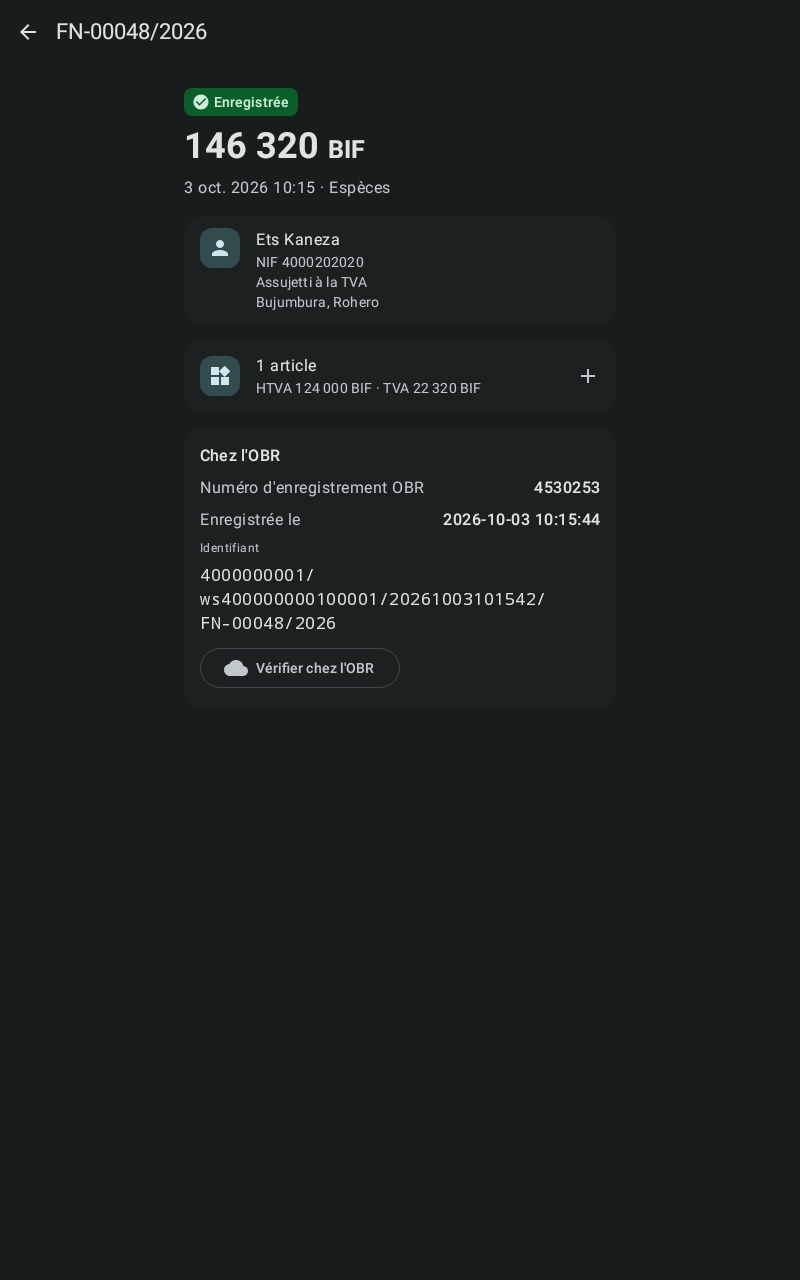 FN-00048/2026
Enregistrée
146 320 BIF
3 oct. 2026 10:15 · Espèces
Ets Kaneza
NIF 4000202020
Assujetti à la TVA
Bujumbura, Rohero
1 article
HTVA 124 000 BIF · TVA 22 320 BIF
Chez l'OBR
Numéro d'enregistrement OBR 4530253
Enregistrée le 2026-10-03 10:15:44
Identifiant
4000000001/
ws400000000100001/20261003101542/
FN-00048/2026
Vérifier chez l'OBR